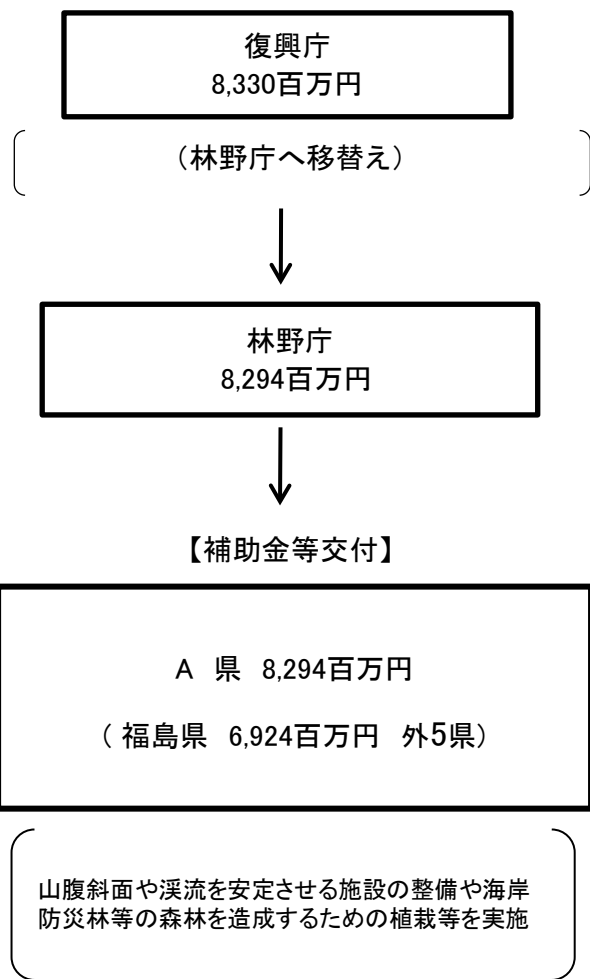 復興庁
8,330百万円
(林野庁へ移替え)
林野庁
8,294百万円
【補助金等交付】
A 県 8,294百万円
( 福島県 6,924百万円 外5県)
山腹斜面や渓流を安定させる施設の整備や海岸
防災林等の森林を造成するための植栽等を実施